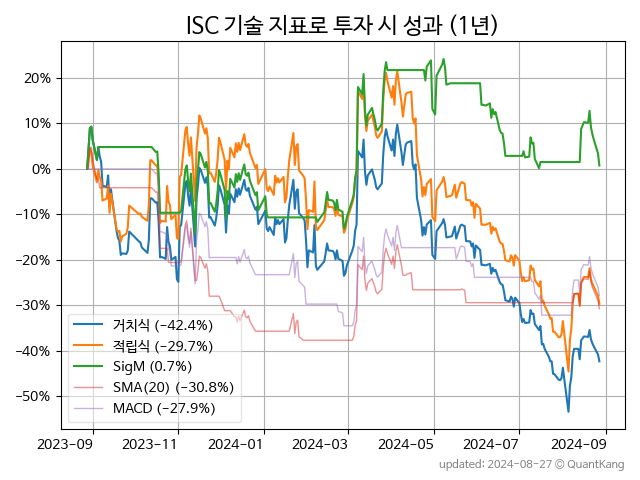 ISC 기술 지표로 투자 시 성과 (1년)
20%
10%
0%
−10%
−20%
−30%
−40%
−50%
거치식 (−42.4%)
적립식 (−29.7%)
SigM (0.7%)
SMA(20) (−30.8%)
MACD (−27.9%)
2023-09 2023-11 2024-01 2024-03 2024-05 2024-07 2024-09
updated: 2024-08-27 ⓒ QuantKang